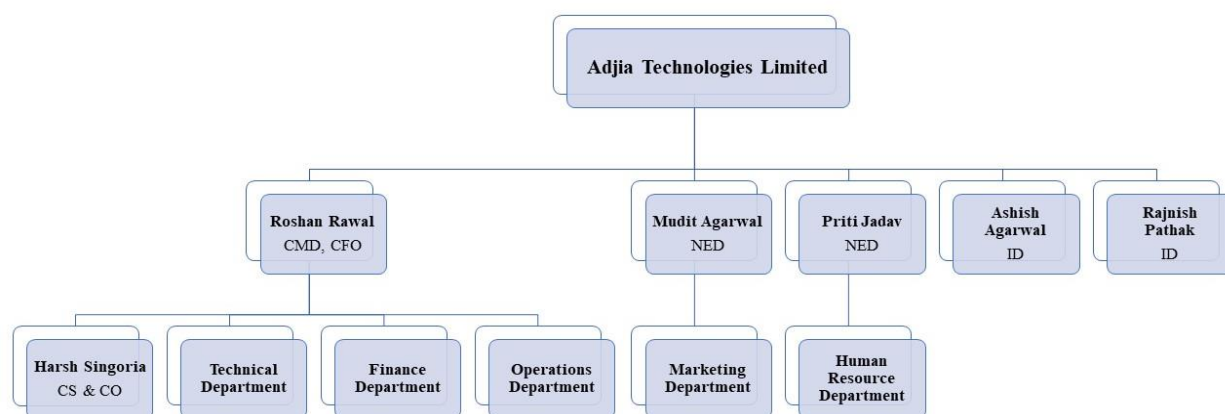 Adjia Technologies Limited
Roshan Rawal
CMD, CFO
Mudit Agarwal
NED
Priti Jadav
NED
Ashish
Agarwal
ID
Rajnish
Pathak
ID
Harsh Singoria
CS & CO
Technical
Department
Finance
Department
Operations
Department
Marketing
Department
Human
Resource
Department